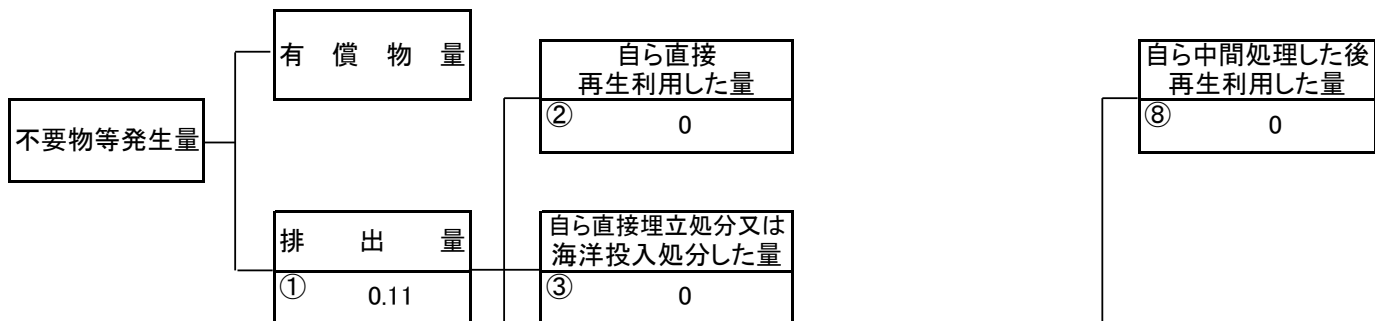 有償物量
自ら直接
再生利用した量
② 0
自ら中間処理した後
再生利用した量
⑧ 0
不要物等発生量
排出量
① 0.11
自ら直接埋立処分又は
海洋投入処分した量
③ 0